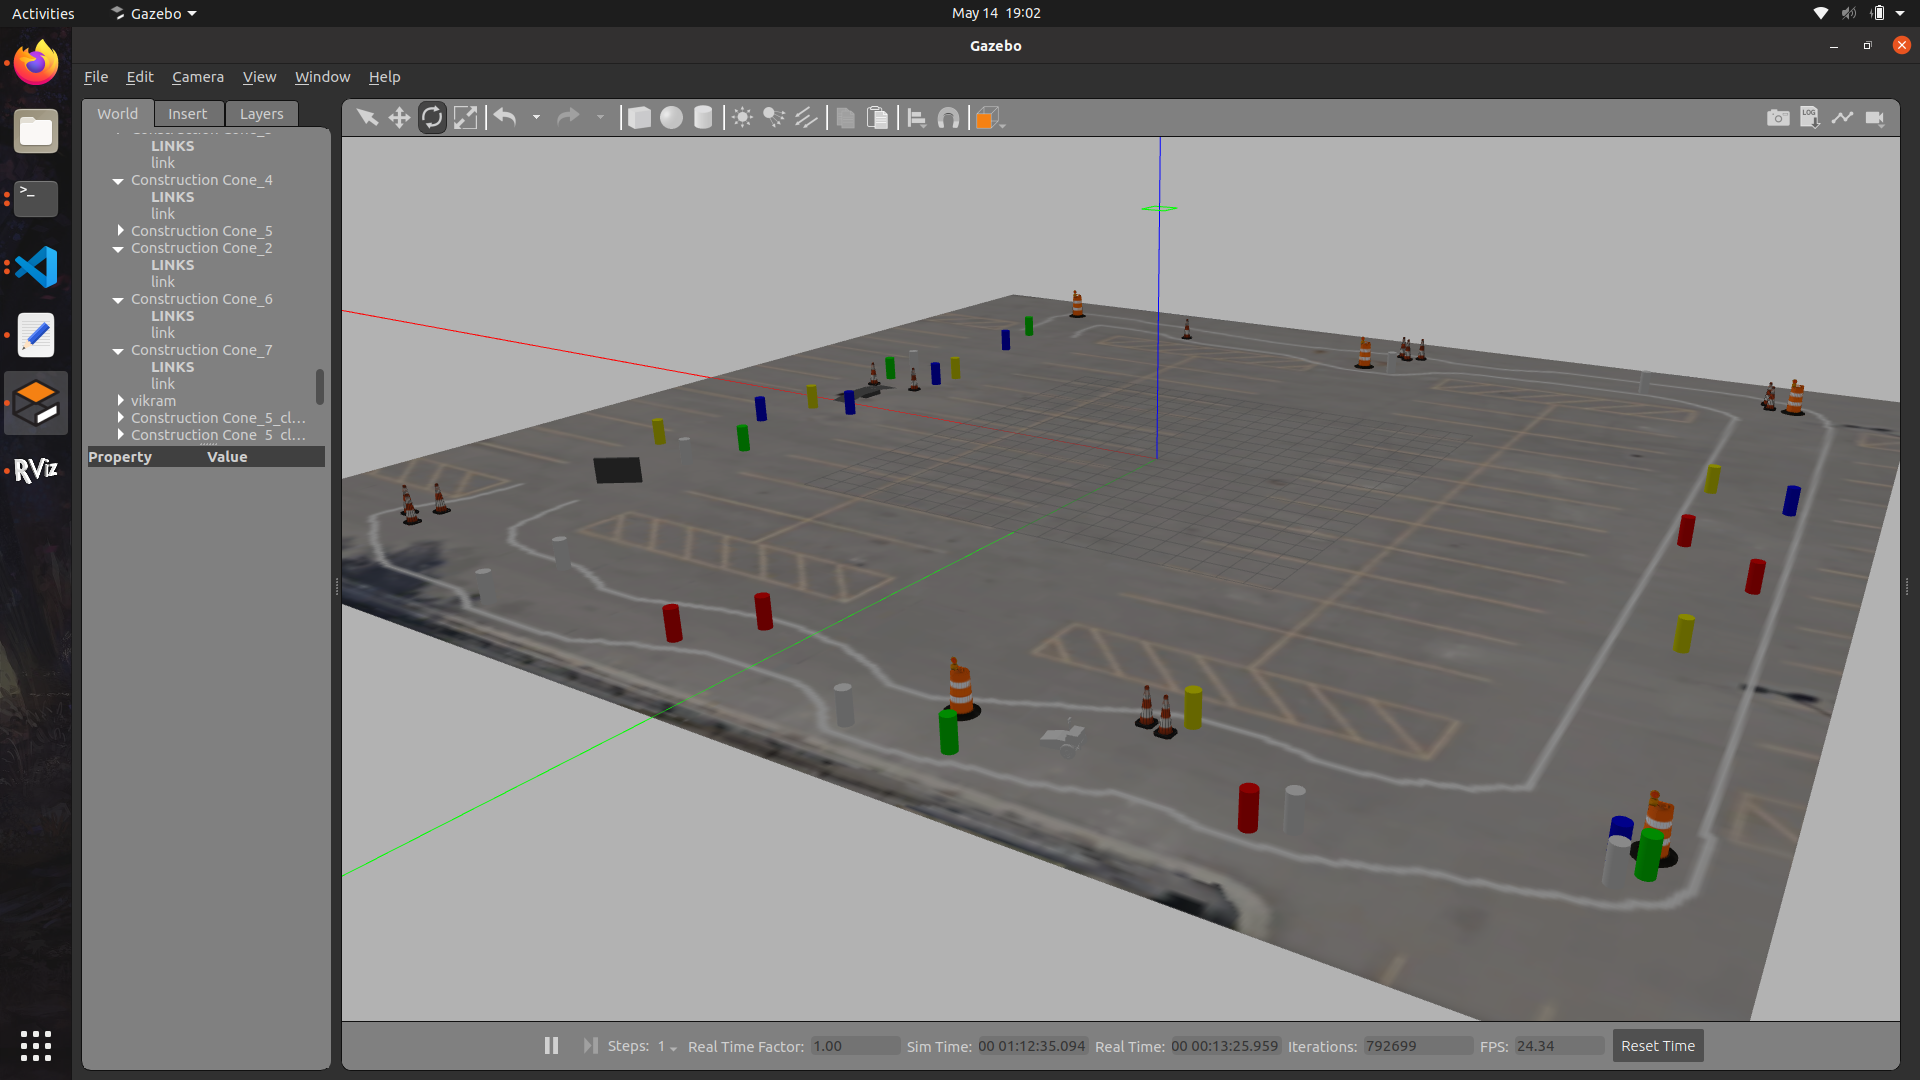 Activities
Gazebo
May 14 19:02
Gazebo
File Edit Camera View Window Help
World Insert Layers
LINKS
link
Construction Cone_4
LINKS
link
Construction Cone_5
Construction Cone_2
LINKS
link
Construction Cone_6
LINKS
link
Construction Cone_7
LINKS
link
vikram
Construction Cone_5_cl...
Construction Cone_5_cl...
Property Value
LOG
>_
RViz
Steps: 1 Real Time Factor: 1.00 Sim Time: 00 01:12:35.094 Real Time: 00 00:13:25.959 Iterations: 792699 FPS: 24.34 Reset Time